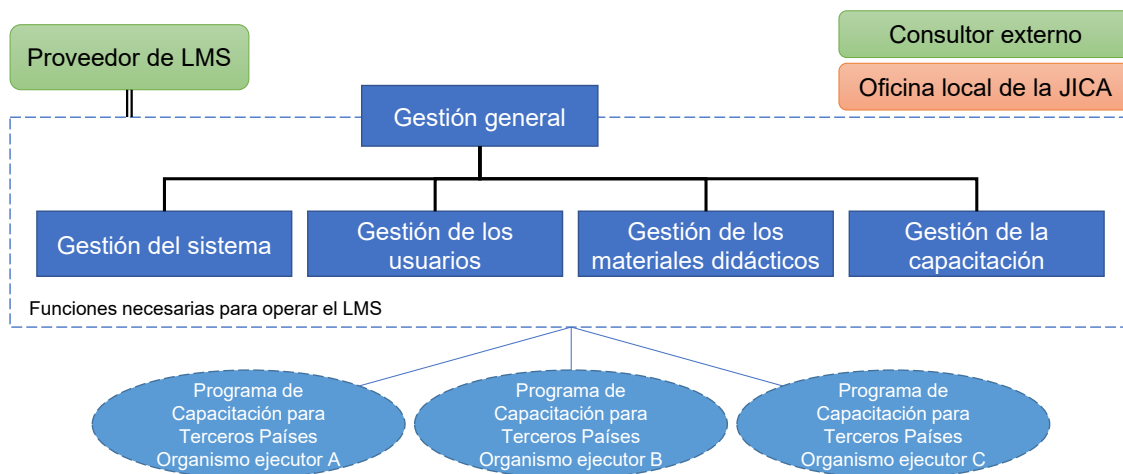 Proveedor de LMS
Consultor externo
Oficina local de la JICA
Gestión general
Gestión del sistema
Gestión de los
usuarios
Gestión de los
materiales didácticos
Gestión de la
capacitación
Funciones necesarias para operar el LMS
Programa de
Capacitación para
Terceros Países
Organismo ejecutor A
Programa de
Capacitación para
Terceros Países
Organismo ejecutor B
Programa de
Capacitación para
Terceros Países
Organismo ejecutor C